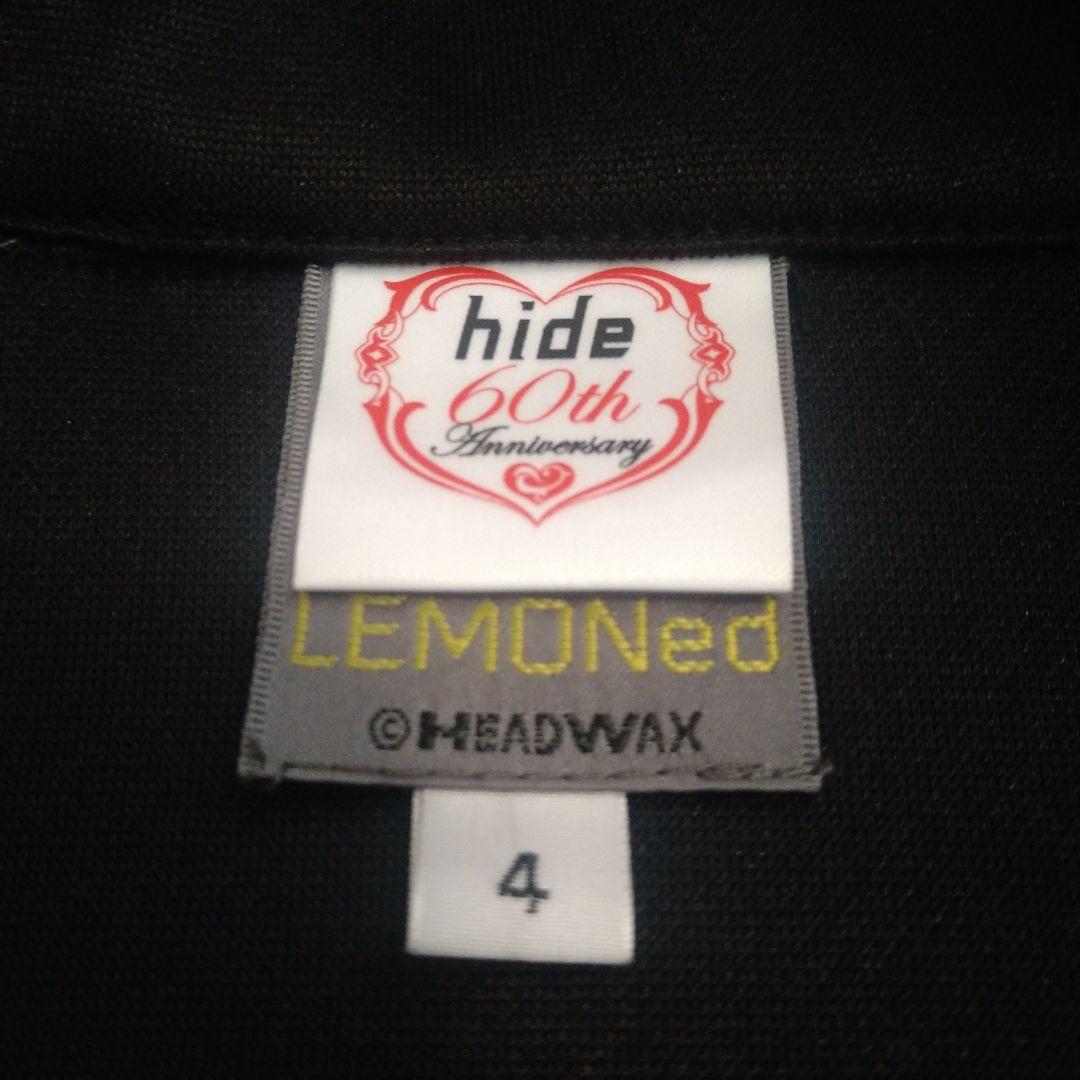 hide
60th
Anniversary
LEMONed
©HEADWAX
4